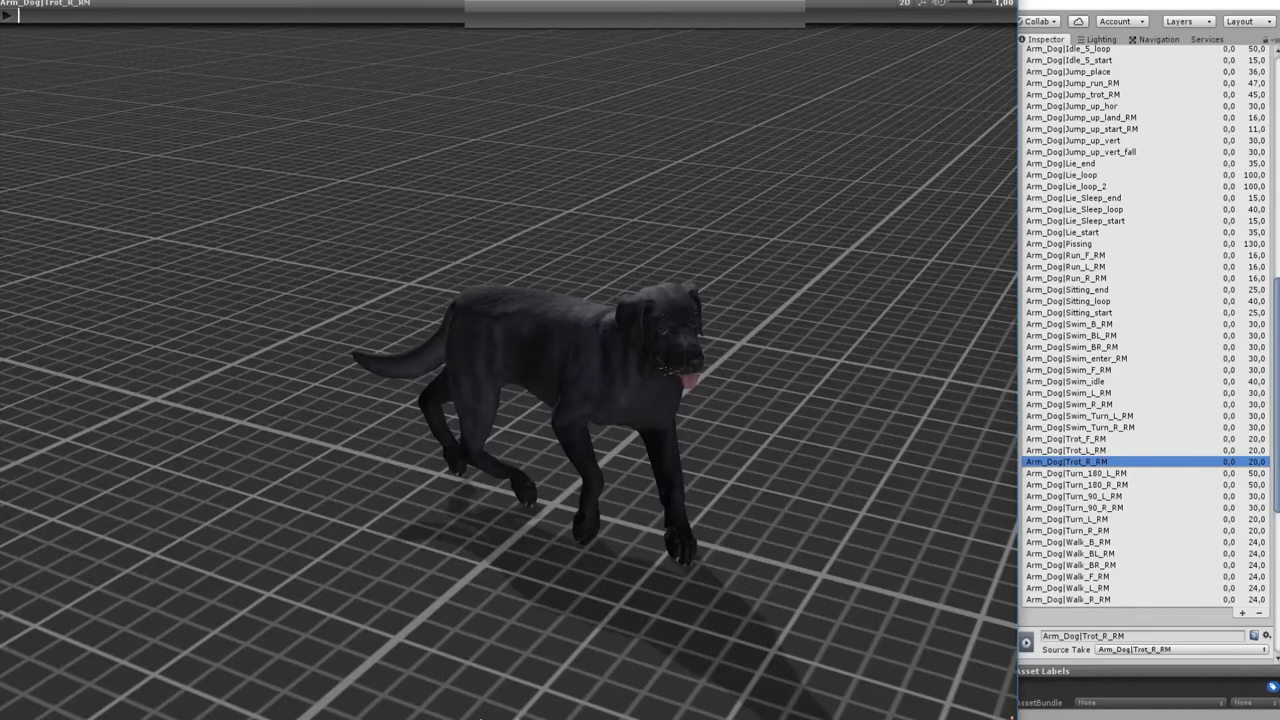 Arm_Dog|Trot_R_RM
2D
1,00
Collab
Account
Layers
Layout
Inspector
Lighting
Navigation
Services
Arm_Dog|Idle_5_loop 0,0 50,0
Arm_Dog|Idle_5_start 0,0 15,0
Arm_Dog|Jump_place 0,0 36,0
Arm_Dog|Jump_run_RM 0,0 47,0
Arm_Dog|Jump_trot_RM 0,0 45,0
Arm_Dog|Jump_up_hor 0,0 30,0
Arm_Dog|Jump_up_land_RM 0,0 16,0
Arm_Dog|Jump_up_start_RM 0,0 11,0
Arm_Dog|Jump_up_vert 0,0 30,0
Arm_Dog|Jump_up_vert_fall 0,0 30,0
Arm_Dog|Lie_end 0,0 35,0
Arm_Dog|Lie_loop 0,0 100,0
Arm_Dog|Lie_loop_2 0,0 100,0
Arm_Dog|Lie_Sleep_end 0,0 15,0
Arm_Dog|Lie_Sleep_loop 0,0 40,0
Arm_Dog|Lie_Sleep_start 0,0 15,0
Arm_Dog|Lie_start 0,0 35,0
Arm_Dog|Pissing 0,0 130,0
Arm_Dog|Run_F_RM 0,0 16,0
Arm_Dog|Run_L_RM 0,0 16,0
Arm_Dog|Run_R_RM 0,0 16,0
Arm_Dog|Sitting_end 0,0 25,0
Arm_Dog|Sitting_loop 0,0 40,0
Arm_Dog|Sitting_start 0,0 25,0
Arm_Dog|Swim_B_RM 0,0 30,0
Arm_Dog|Swim_BL_RM 0,0 30,0
Arm_Dog|Swim_BR_RM 0,0 30,0
Arm_Dog|Swim_enter_RM 0,0 30,0
Arm_Dog|Swim_F_RM 0,0 30,0
Arm_Dog|Swim_idle 0,0 40,0
Arm_Dog|Swim_L_RM 0,0 30,0
Arm_Dog|Swim_R_RM 0,0 30,0
Arm_Dog|Swim_Turn_L_RM 0,0 30,0
Arm_Dog|Swim_Turn_R_RM 0,0 30,0
Arm_Dog|Trot_F_RM 0,0 20,0
Arm_Dog|Trot_L_RM 0,0 20,0
Arm_Dog|Trot_R_RM 0,0 20,0
Arm_Dog|Turn_180_L_RM 0,0 50,0
Arm_Dog|Turn_180_R_RM 0,0 50,0
Arm_Dog|Turn_90_L_RM 0,0 30,0
Arm_Dog|Turn_90_R_RM 0,0 30,0
Arm_Dog|Turn_L_RM 0,0 20,0
Arm_Dog|Turn_R_RM 0,0 20,0
Arm_Dog|Walk_B_RM 0,0 24,0
Arm_Dog|Walk_BL_RM 0,0 24,0
Arm_Dog|Walk_BR_RM 0,0 24,0
Arm_Dog|Walk_F_RM 0,0 24,0
Arm_Dog|Walk_L_RM 0,0 24,0
Arm_Dog|Walk_R_RM 0,0 24,0
+ −
Arm_Dog|Trot_R_RM
Source Take Arm_Dog|Trot_R_RM
Asset Labels
AssetBundle None None